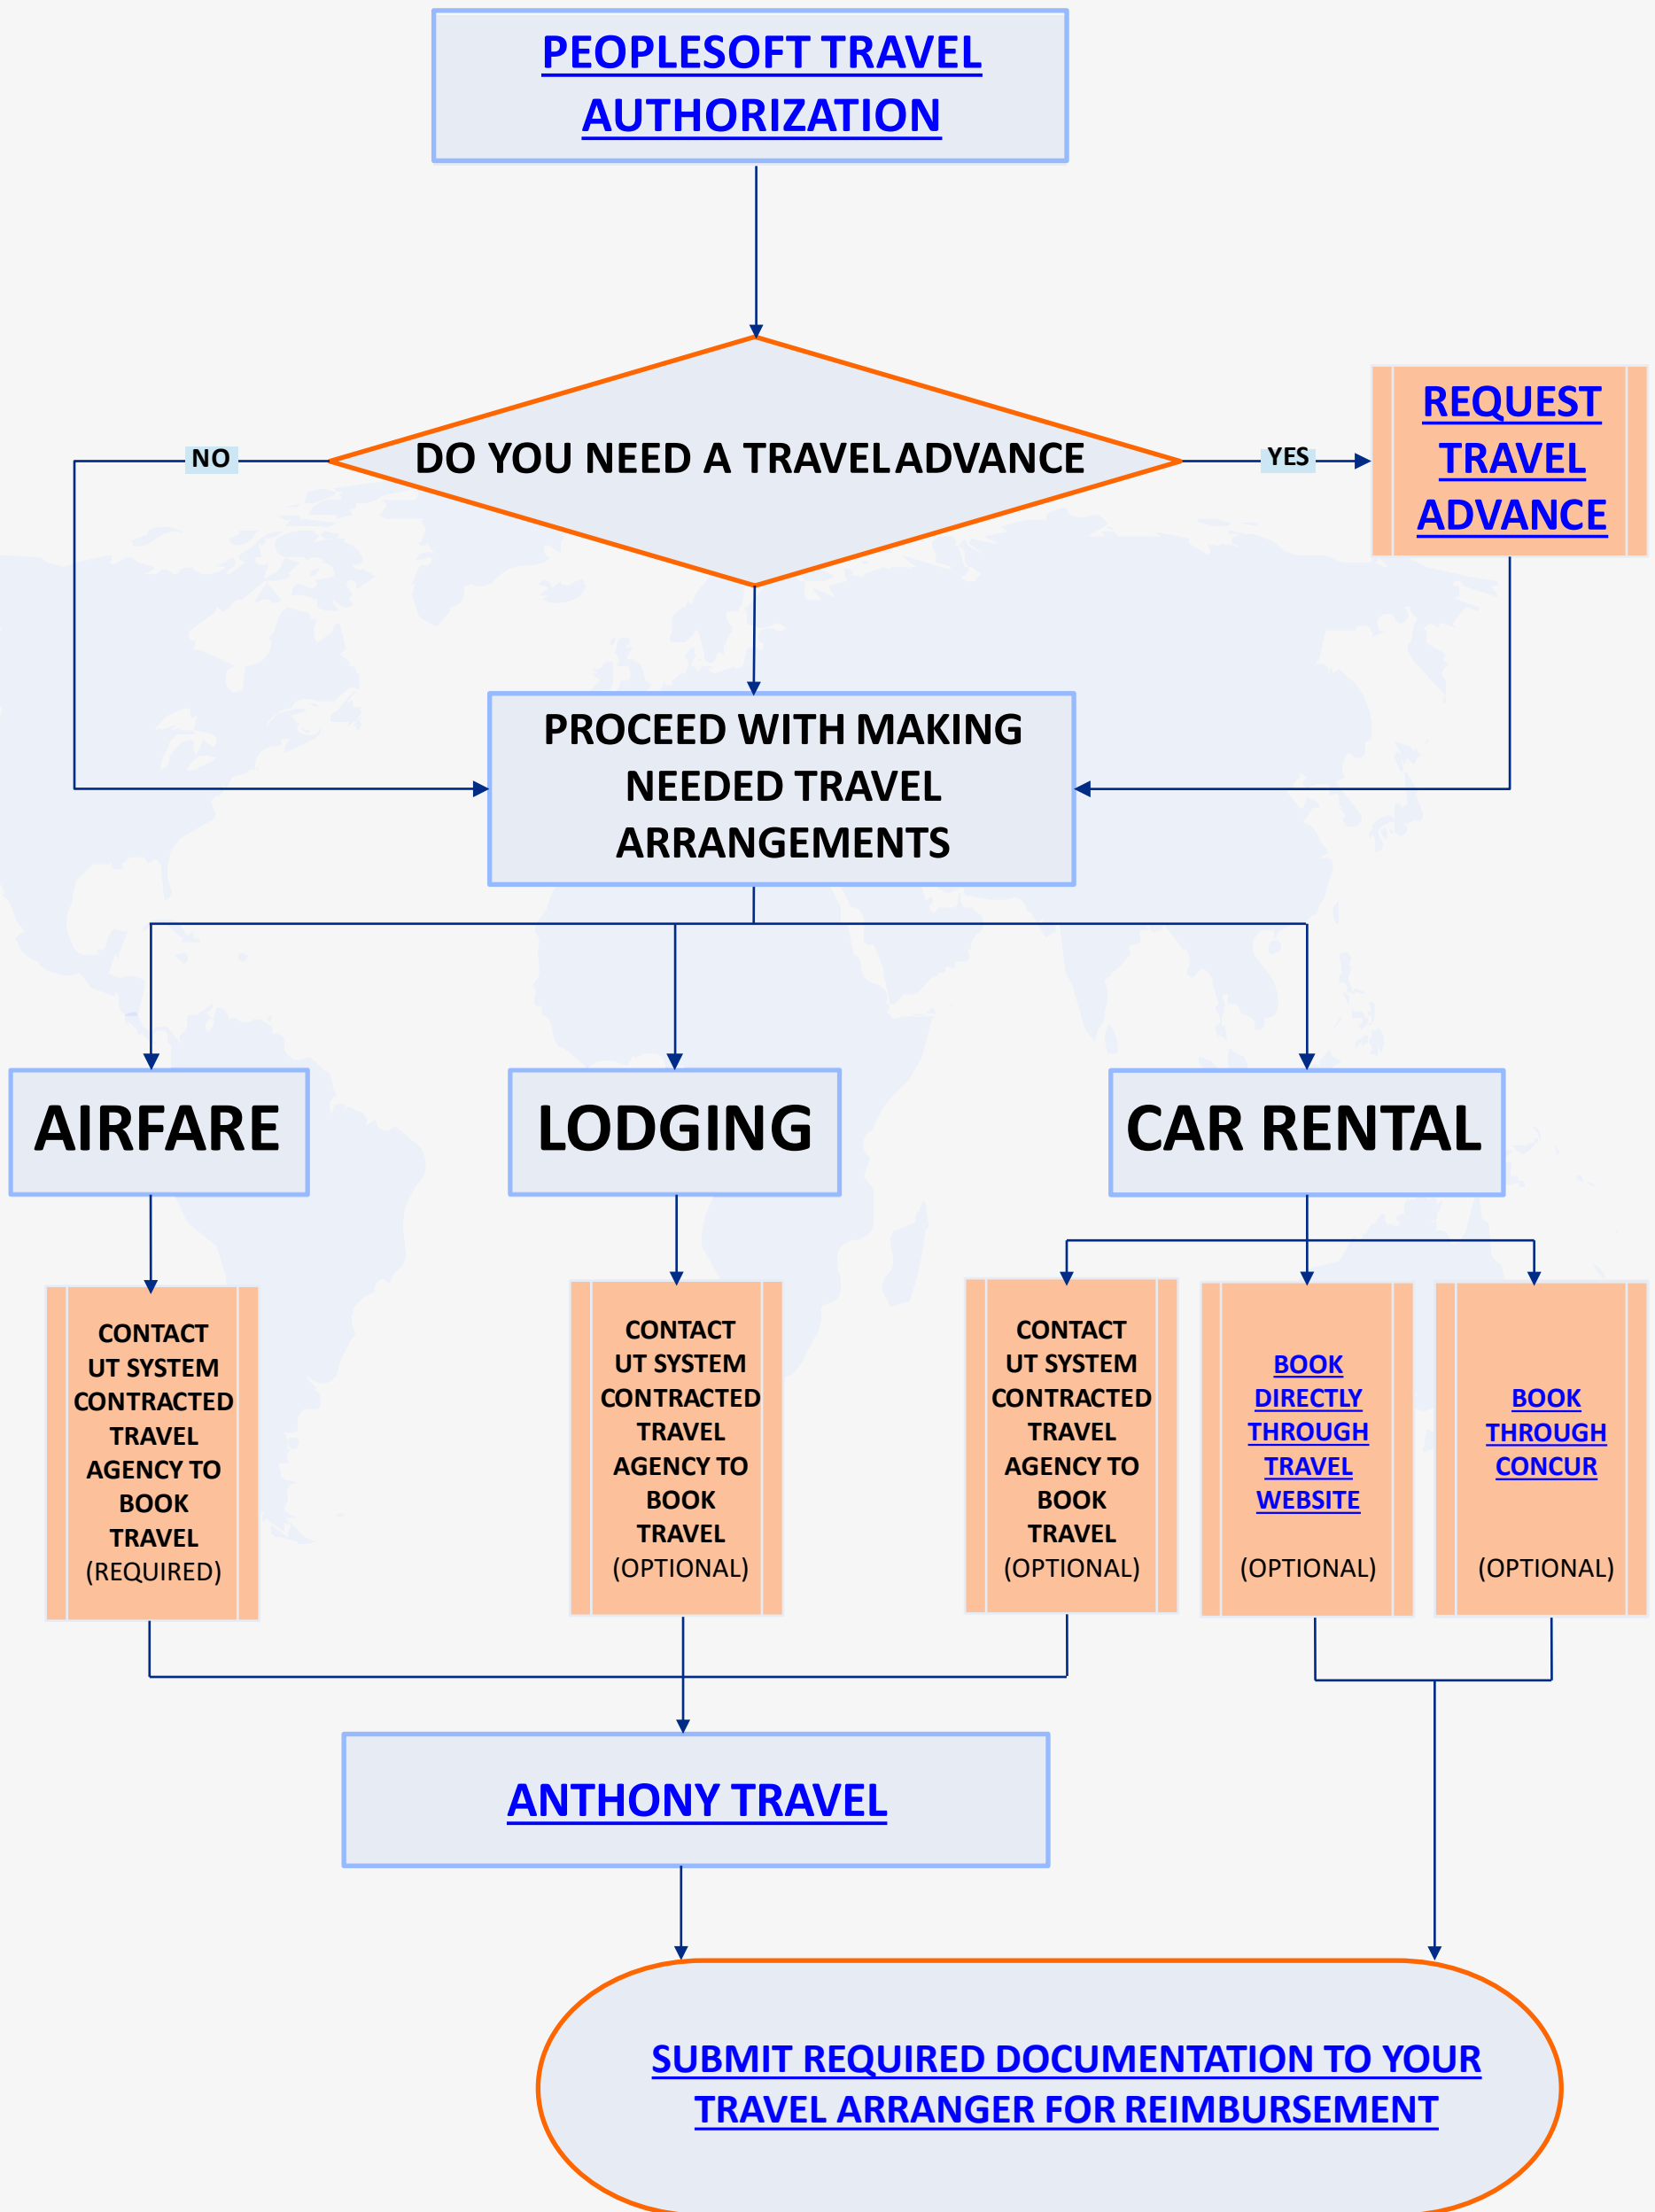 PEOPLESOFT TRAVEL
AUTHORIZATION
DO YOU NEED A TRAVEL ADVANCE
NO
YES
REQUEST
TRAVEL
ADVANCE
PROCEED WITH MAKING
NEEDED TRAVEL
ARRANGEMENTS
AIRFARE
LODGING
CAR RENTAL
CONTACT
UT SYSTEM
CONTRACTED
TRAVEL
AGENCY TO
BOOK
TRAVEL
(REQUIRED)
CONTACT
UT SYSTEM
CONTRACTED
TRAVEL
AGENCY TO
BOOK
TRAVEL
(OPTIONAL)
CONTACT
UT SYSTEM
CONTRACTED
TRAVEL
AGENCY TO
BOOK
TRAVEL
(OPTIONAL)
BOOK
DIRECTLY
THROUGH
TRAVEL
WEBSITE
(OPTIONAL)
BOOK
THROUGH
CONCUR
(OPTIONAL)
ANTHONY TRAVEL
SUBMIT REQUIRED DOCUMENTATION TO YOUR
TRAVEL ARRANGER FOR REIMBURSEMENT